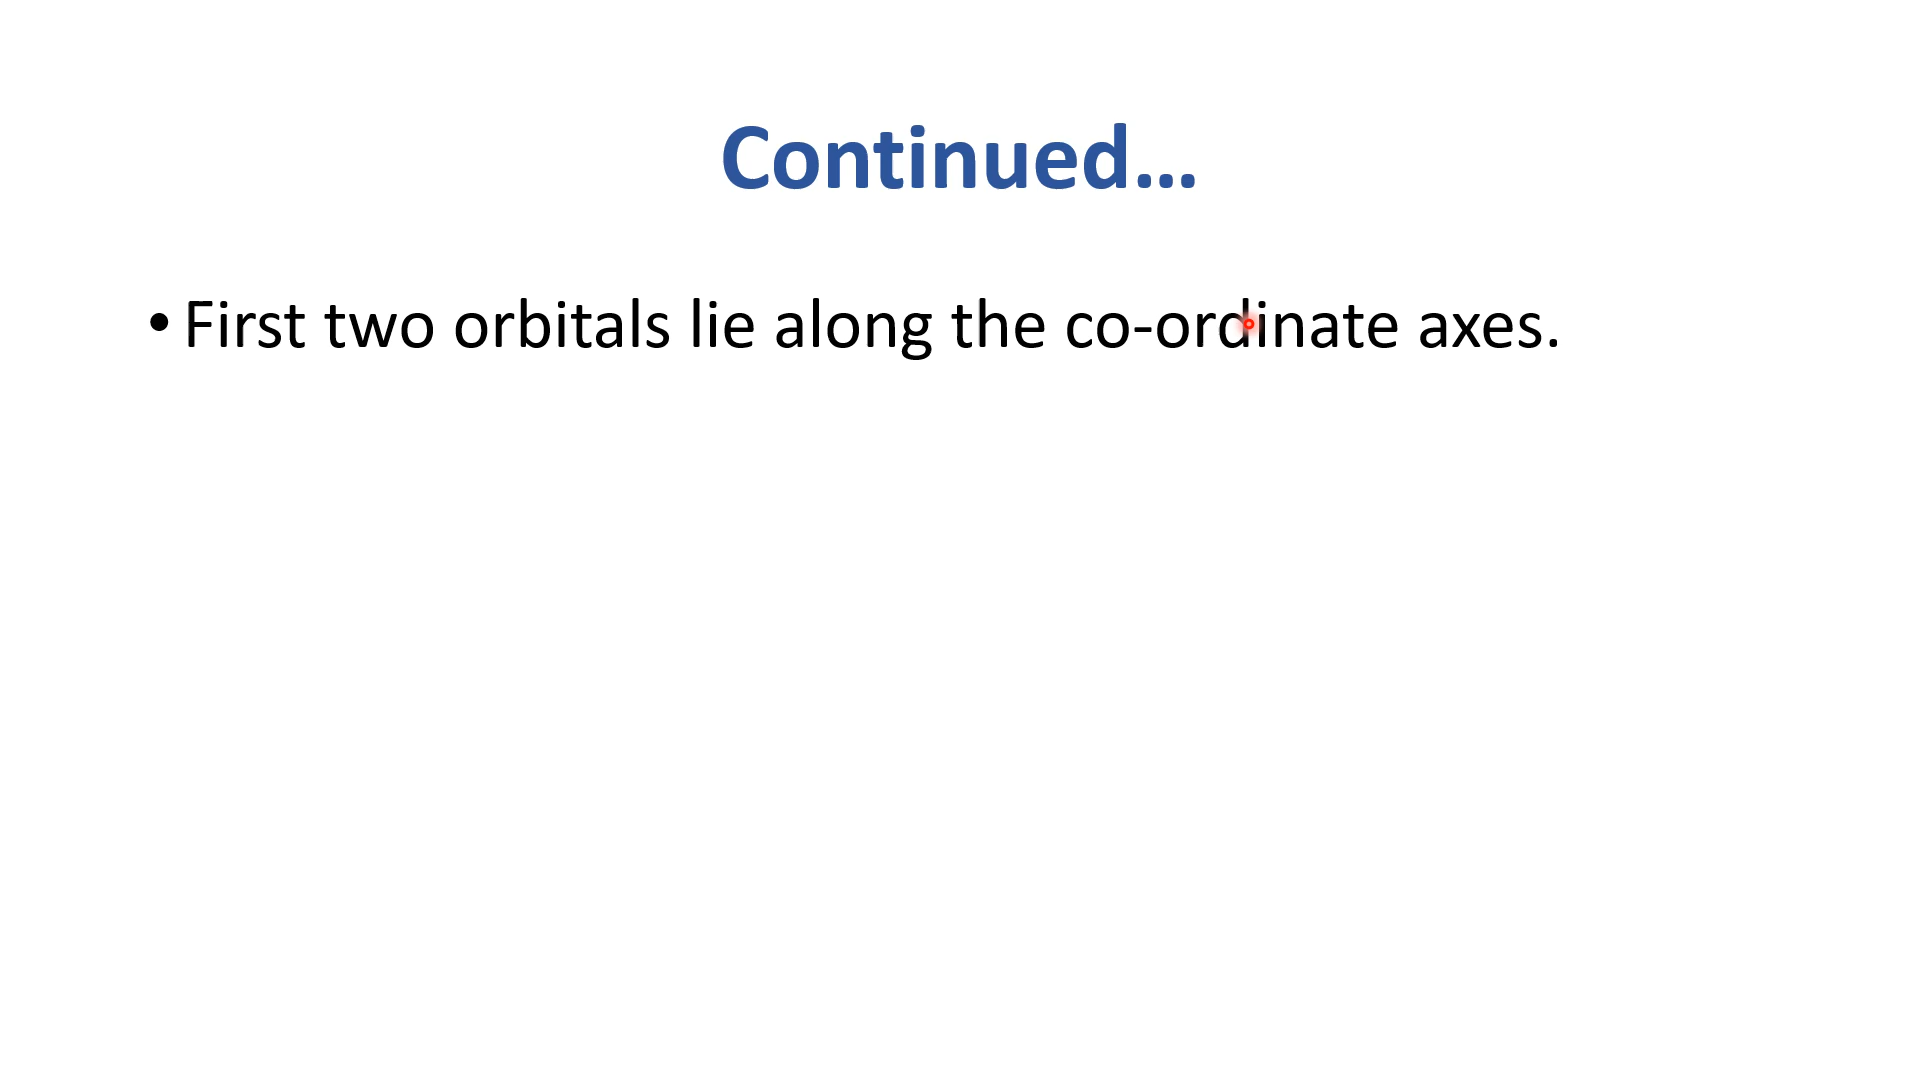 Continued...
• First two orbitals lie along the co-ordinate axes.